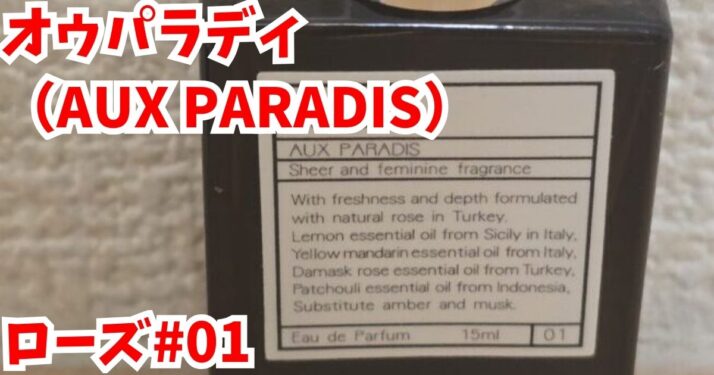 オゥパラディ
（AUX PARADIS）
AUX PARADIS
Sheer and feminine fragrance
With freshness and depth formulated
with natural rose in Turkey.
Lemon essential oil from Sicily in Italy,
Yellow mandarin essential oil from Italy,
Damask rose essential oil from Turkey,
Patchouli essential oil from Indonesia,
Substitute amber and musk.
Eau de Parfum 15ml 01
ローズ#01